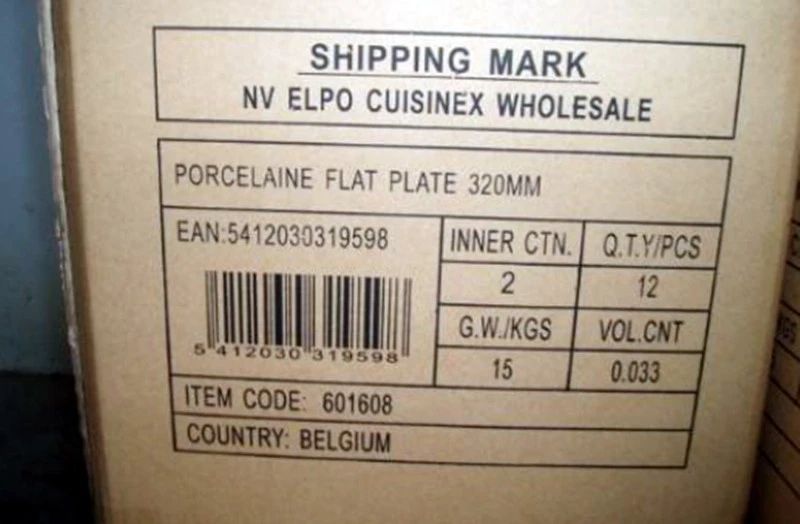 SHIPPING MARK
NV ELPO CUISINEX WHOLESALE
PORCELAINE FLAT PLATE 320MM
EAN:5412030319598
INNER CTN. Q.T.Y/PCS
2 12
G.W./KGS VOL.CNT
15 0.033
5 412030 319598
ITEM CODE: 601608
COUNTRY: BELGIUM